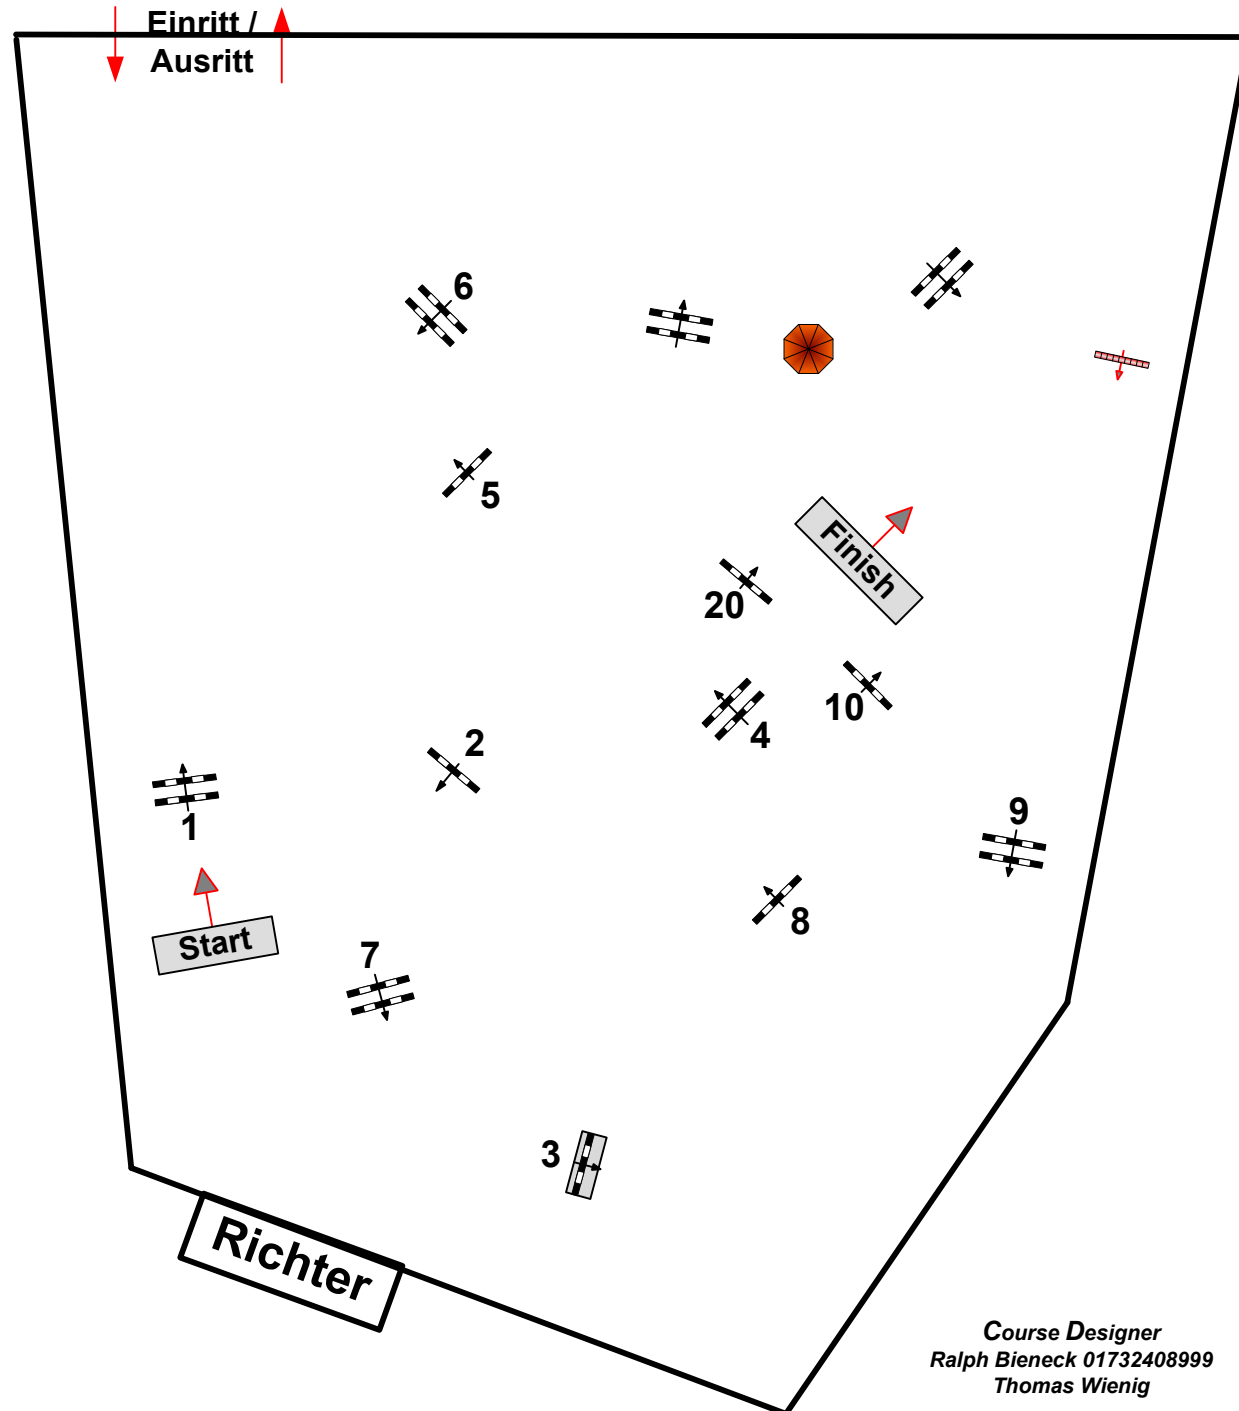 Einritt /
Ausritt
6
5
Finish
20
4
10
2
1
9
8
Start
7
3
Richter
Course Designer
Ralph Bieneck 01732408999
Thomas Wienig